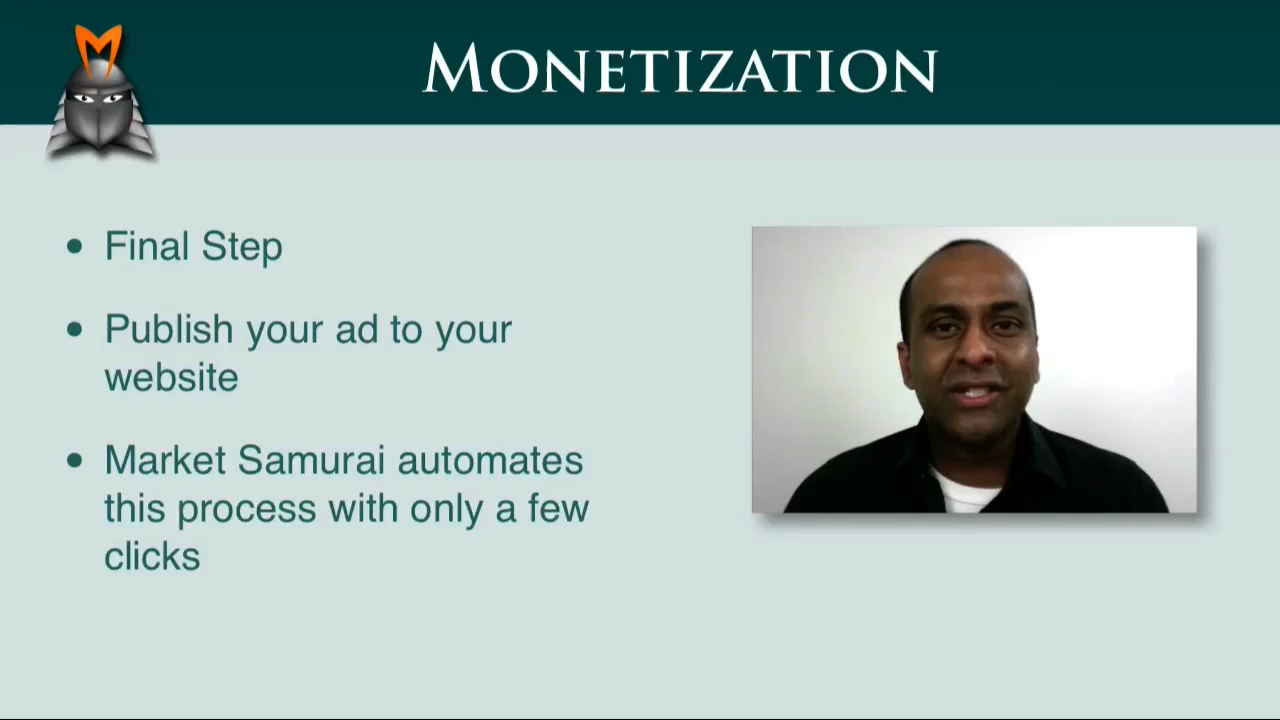 MONETIZATION
• Final Step
• Publish your ad to your
website
• Market Samurai automates
this process with only a few
clicks